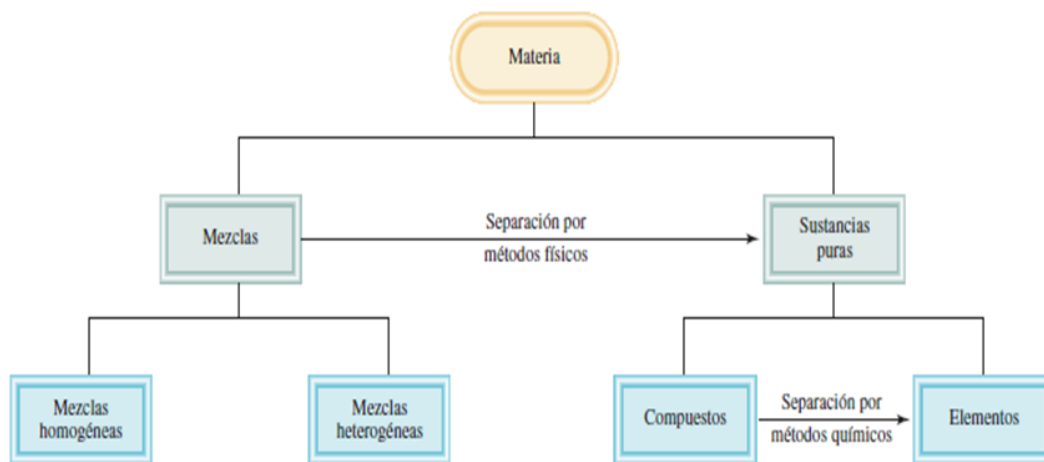 Materia
Mezclas
Separación por
métodos físicos
Sustancias
puras
Mezclas
homogéneas
Mezclas
heterogéneas
Compuestos
Separación por
métodos químicos
Elementos